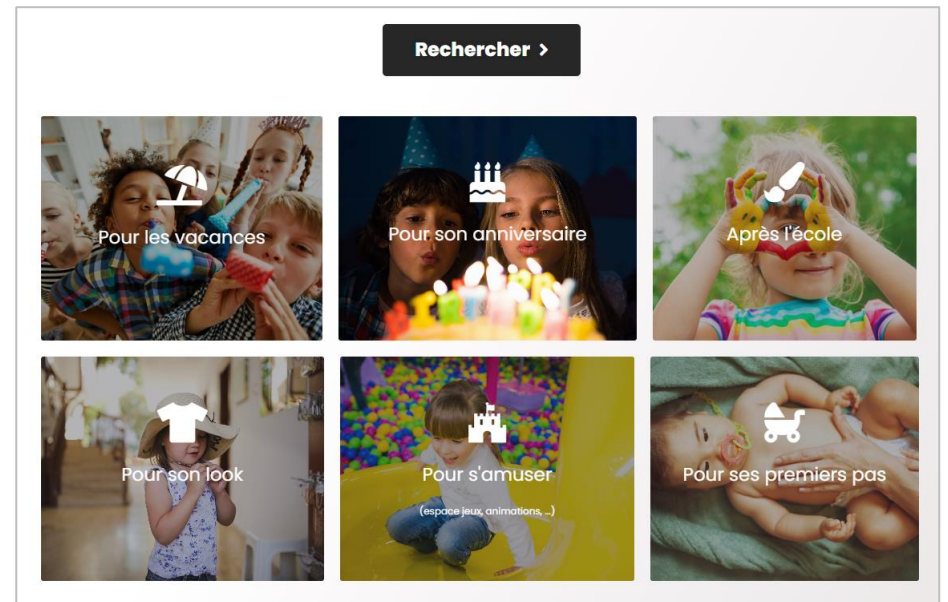 Rechercher >
Pour les vacances
Pour son anniversaire
Après l'école
Pour son look
Pour s'amuser
(espace jeux, animations, ...)
Pour ses premiers pas